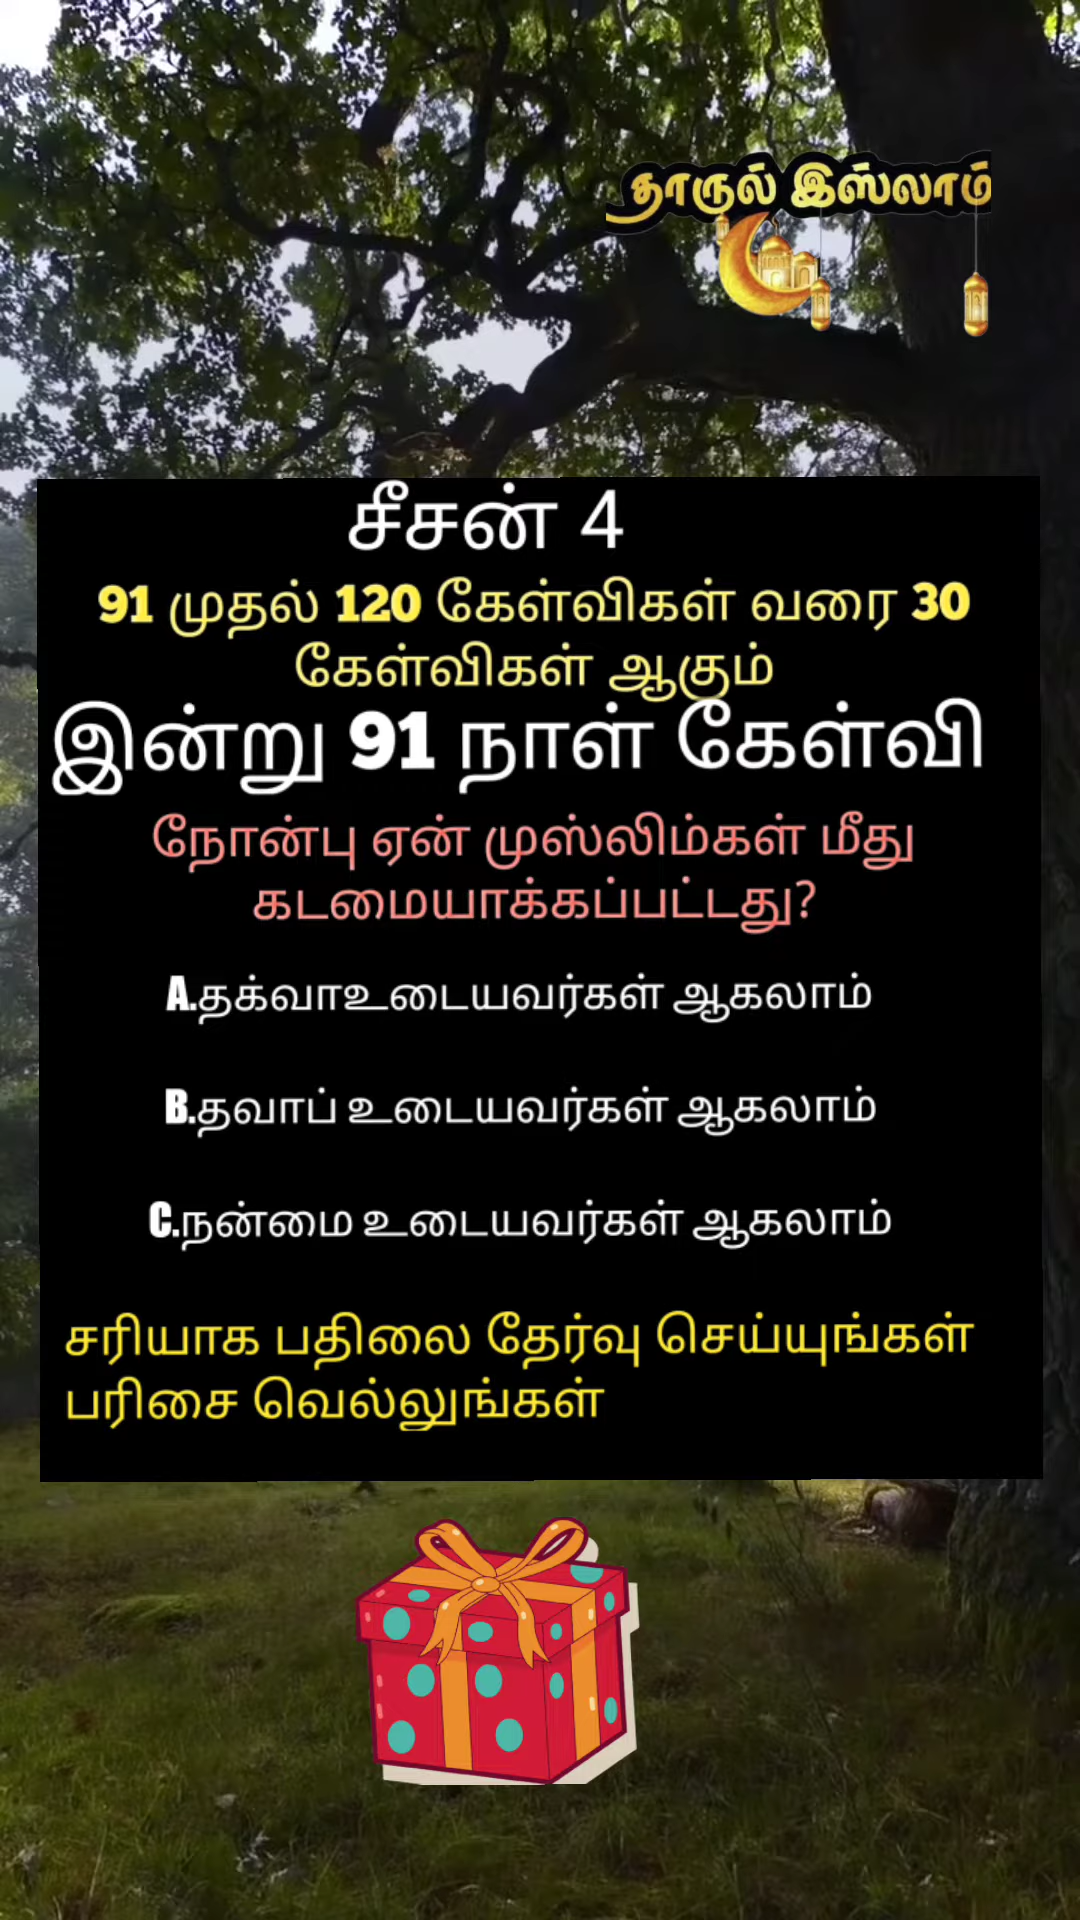 தாருல் இஸ்லாம்
சீசன் 4
91 முதல் 120 கேள்விகள் வரை 30
கேள்விகள் ஆகும்
இன்று 91 நாள் கேள்வி
நோன்பு ஏன் முஸ்லிம்கள் மீது
கடமையாக்கப்பட்டது?
A.தக்வாஉடையவர்கள் ஆகலாம்
B.தவாப் உடையவர்கள் ஆகலாம்
C.நன்மை உடையவர்கள் ஆகலாம்
சரியாக பதிலை தேர்வு செய்யுங்கள்
பரிசை வெல்லுங்கள்